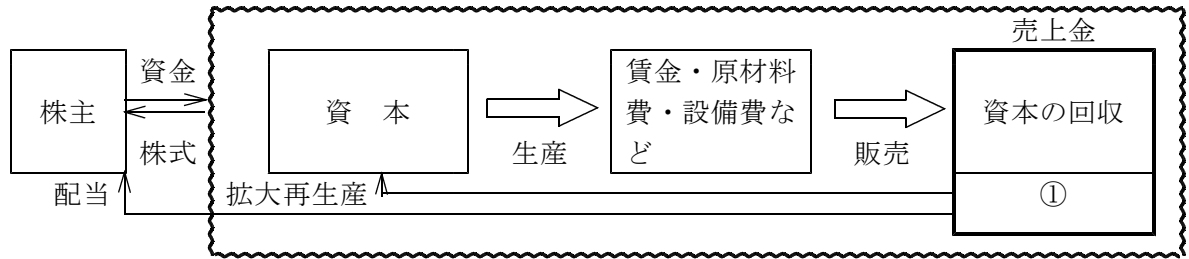 売上金
資金
株主
株式
配当
資　本
生産
賃金・原材料
費・設備費な
ど
販売
資本の回収
拡大再生産
①